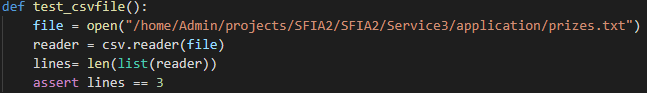 def test_csvfile():
    file = open("/home/Admin/projects/SFIA2/SFIA2/Service3/application/prizes.txt")
    reader = csv.reader(file)
    lines= len(list(reader))
    assert lines == 3